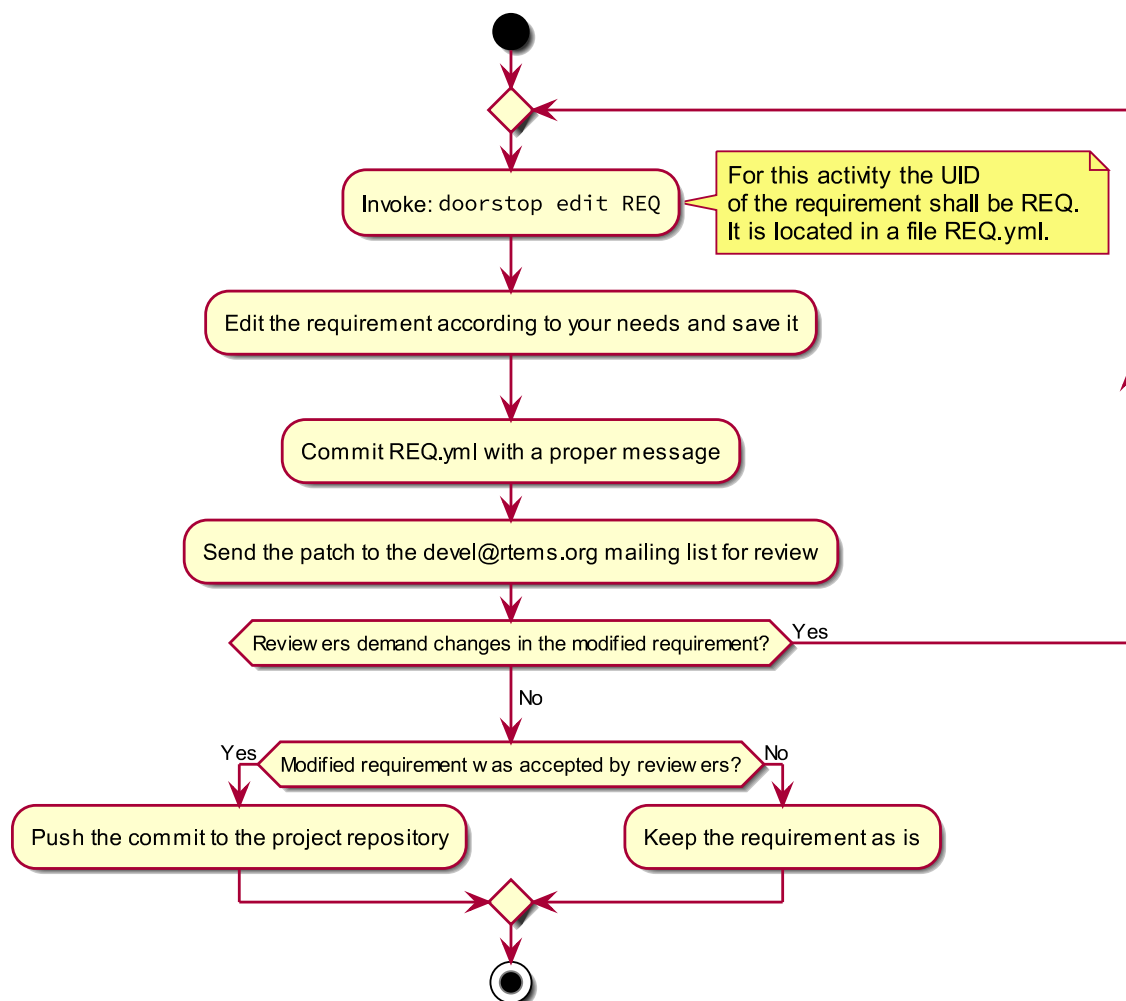 Invoke: doorstop edit REQ
For this activity the UID
of the requirement shall be REQ.
It is located in a file REQ.yml.
Edit the requirement according to your needs and save it
Commit REQ.yml with a proper message
Send the patch to the devel@rtems.org mailing list for review
Reviewers demand changes in the modified requirement?
Yes
No
Yes
Modified requirement was accepted by reviewers?
No
Push the commit to the project repository
Keep the requirement as is